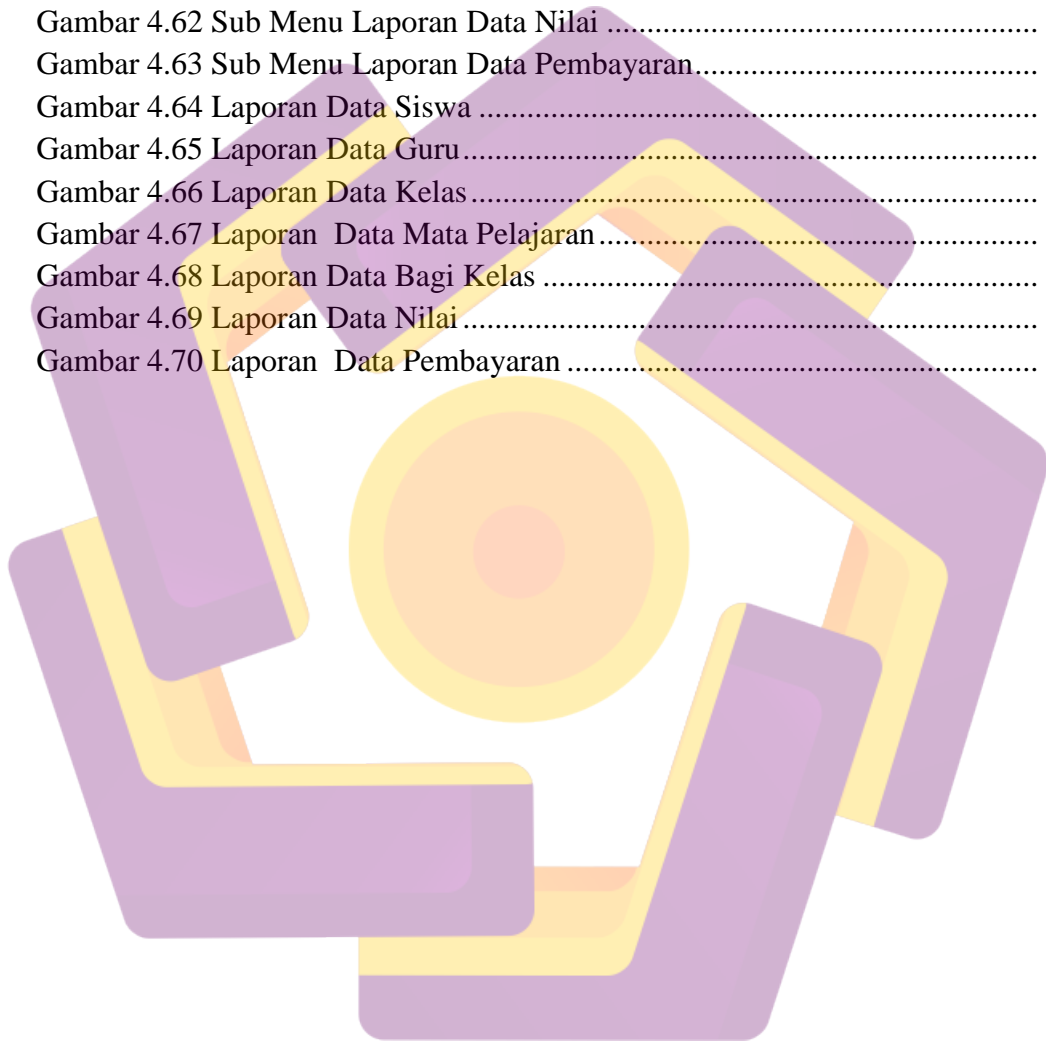 Gambar 4.62 Sub Menu Laporan Data Nilai ......................................................
Gambar 4.63 Sub Menu Laporan Data Pembayaran...........................................
Gambar 4.64 Laporan Data Siswa ......................................................................
Gambar 4.65 Laporan Data Guru........................................................................
Gambar 4.66 Laporan Data Kelas.......................................................................
Gambar 4.67 Laporan  Data Mata Pelajaran.......................................................
Gambar 4.68 Laporan Data Bagi Kelas ..............................................................
Gambar 4.69 Laporan Data Nilai........................................................................
Gambar 4.70 Laporan  Data Pembayaran ...........................................................